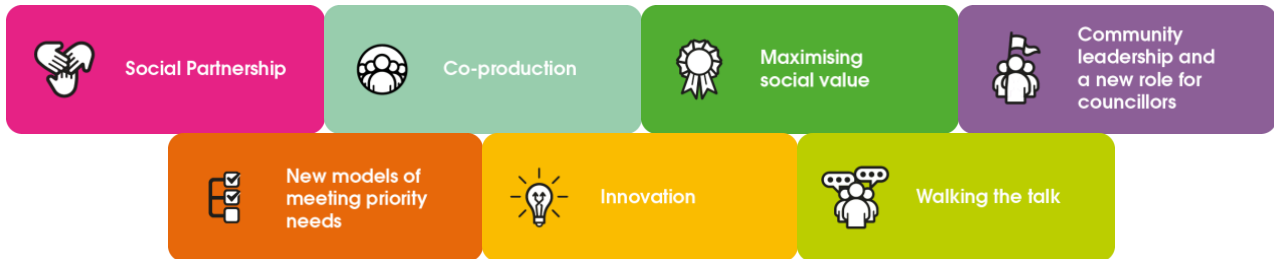 Social Partnership
Co-production
Maximising
social value
Community
leadership and
a new role for
councillors
New models of
meeting priority
needs
Innovation
Walking the talk